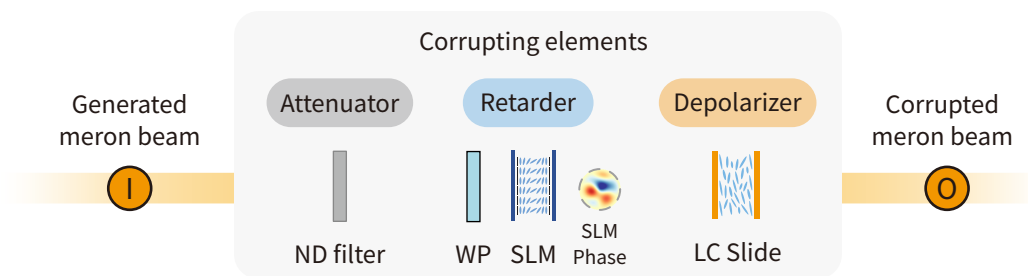 Corrupting elements
Generated
meron beam
I
Attenuator
Retarder
Depolarizer
Corrupted
meron beam
O
ND filter
WP
SLM
SLM
Phase
LC Slide